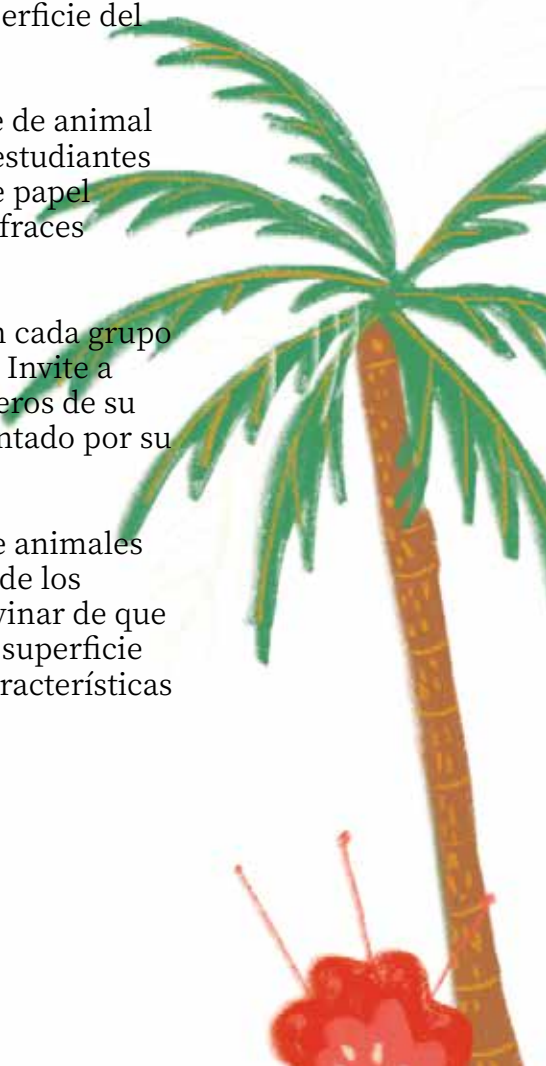 erficie del
e de animal
estudiantes
e papel
fraces
n cada grupo
Invite a
eros de su
ntado por su
e animales
de los
vinar de que
superficie
racterísticas